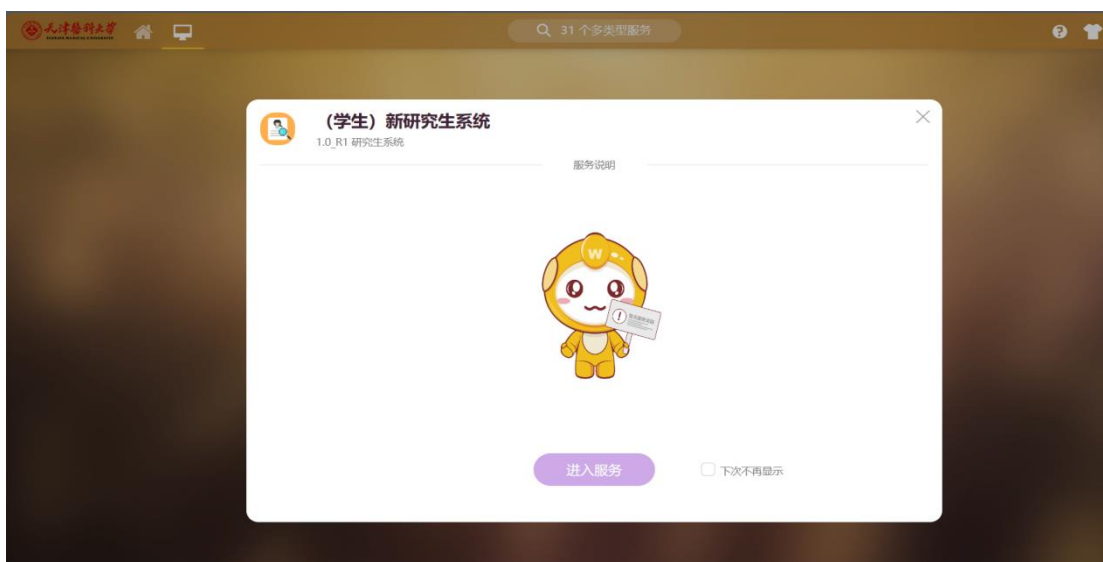 天津医科大学
31 个多类型服务
（学生）新研究生系统
1.0_R1 研究生系统
服务说明
W
进入服务
下次不再显示